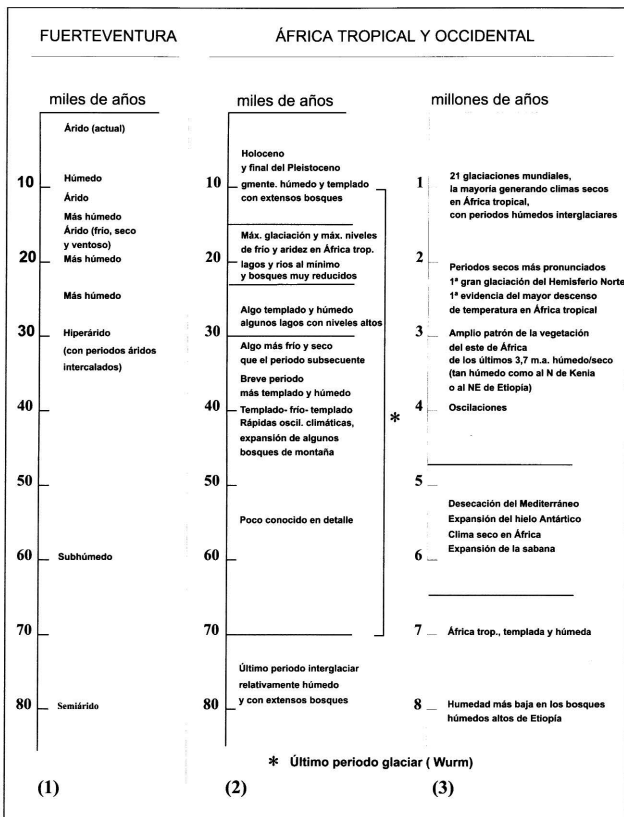 FUERTEVENTURA
ÁFRICA TROPICAL Y OCCIDENTAL
miles de años
Árido (actual)
10
Húmedo
Árido
Más húmedo
Árido (frío, seco
y ventoso)
20
Más húmedo
Más húmedo
30
Hiperárido
(con periodos áridos
intercalados)
40
50
60
Subhúmedo
70
80
Semiárido
(1)
miles de años
Holoceno
y final del Pleistoceno
10
gmente. húmedo y templado
con extensos bosques
Máx. glaciación y máx. niveles
de frío y aridez en África trop.
20
lagos y ríos al mínimo
y bosques muy reducidos
Algo templado y húmedo
algunos lagos con niveles altos
30
Algo más frío y seco
que el periodo subsecuente
Breve periodo
más templado y húmedo
40
Templado- frío- templado
Rápidas oscil. climáticas,
expansión de algunos
bosques de montaña
*
50
Poco conocido en detalle
60
70
Último periodo interglaciar
relativamente húmedo
80
y con extensos bosques
(2)
millones de años
1
21 glaciaciones mundiales,
la mayoría generando climas secos
en África tropical,
con periodos húmedos interglaciares
2
Periodos secos más pronunciados
1ª gran glaciación del Hemisferio Norte
1ª evidencia del mayor descenso
de temperatura en África tropical
3
Amplio patrón de la vegetación
del este de África
de los últimos 3,7 m.a. húmedo/seco
(tan húmedo como al N de Kenia
o al NE de Etiopía)
4
Oscilaciones
5
Desecación del Mediterráneo
Expansión del hielo Antártico
Clima seco en África
6
Expansión de la sabana
7
África trop., templada y húmeda
8
Humedad más baja en los bosques
húmedos altos de Etiopía
* Último periodo glaciar ( Wurm)
(3)